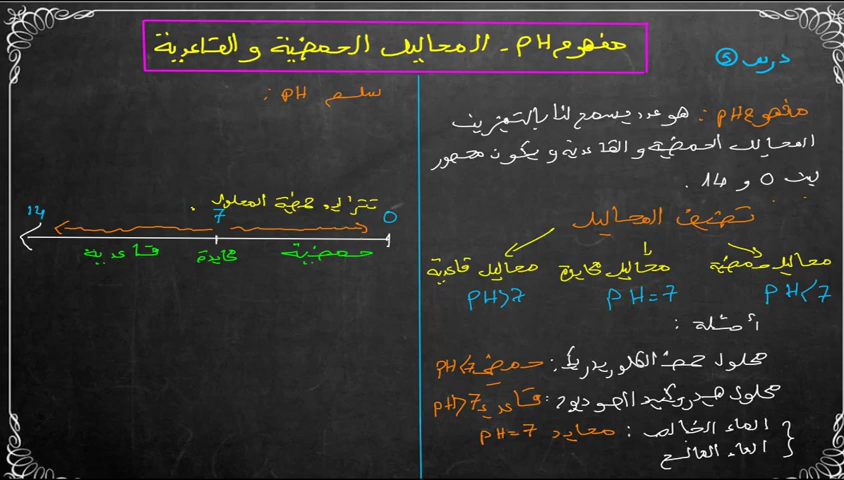 مفهوم PH - المحاليل الحمضية و القاعدية
درس ⑤
مفهوم PH : هو عدد يسمح لنا بالتمييز بين
المحاليل الحمضية و القاعدية و يكون محصور
بين 0 و 14 .
تصنيف المحاليل
محاليل حمضية محاليل محايدة محاليل قاعدية
PH<7 PH=7 PH>7
أمثلة :
محلول حمض الكلوريدريك : حمضي PH<7
محلول هيدروكسيد الصوديوم : قاعدي PH>7
الماء الخالص : محايد PH=7
الماء المالح
سلم PH :
تتزايد حمضية المحلول .
0 7 14
حمضية محايدة قاعدية